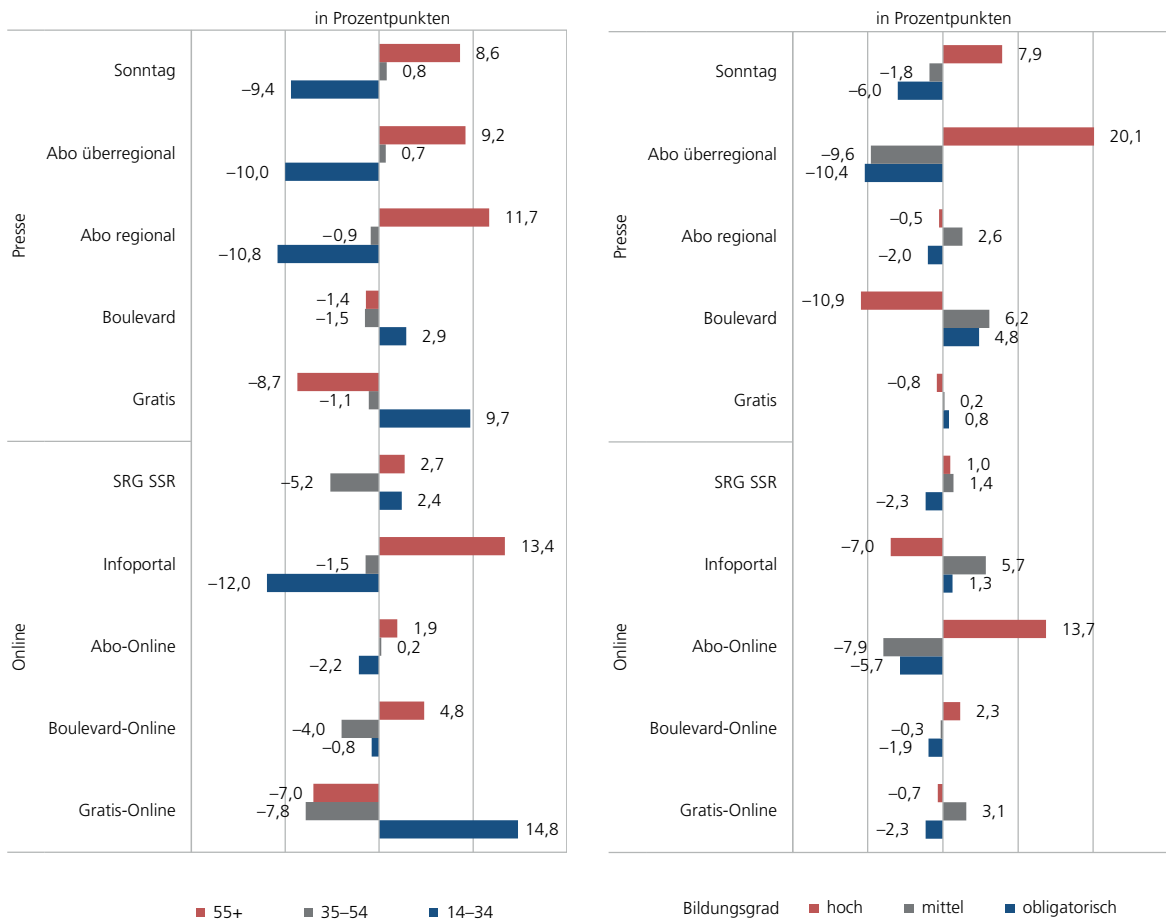 in Prozentpunkten
Presse
Sonntag
8,6
0,8
–9,4
Abo überregional
9,2
0,7
–10,0
Abo regional
11,7
–0,9
–10,8
Boulevard
–1,4
–1,5
2,9
Gratis
–8,7
–1,1
9,7
Online
SRG SSR
2,7
–5,2
2,4
Infoportal
13,4
–1,5
–12,0
Abo-Online
1,9
0,2
–2,2
Boulevard-Online
4,8
–4,0
–0,8
Gratis-Online
–7,0
–7,8
14,8
55+ 35–54 14–34
in Prozentpunkten
Presse
Sonntag
7,9
–1,8
–6,0
Abo überregional
20,1
–9,6
–10,4
Abo regional
–0,5
2,6
–2,0
Boulevard
–10,9
6,2
4,8
Gratis
–0,8
0,2
0,8
Online
SRG SSR
1,0
1,4
–2,3
Infoportal
–7,0
5,7
1,3
Abo-Online
13,7
–7,9
–5,7
Boulevard-Online
2,3
–0,3
–1,9
Gratis-Online
–0,7
3,1
–2,3
Bildungsgrad hoch mittel obligatorisch